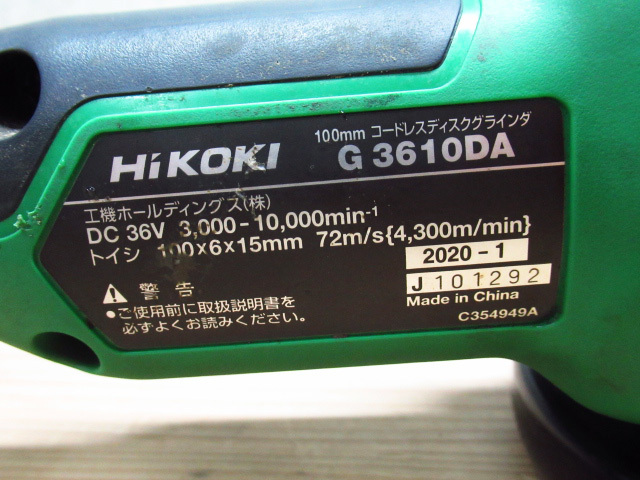 100mm コードレスディスクグラインダ
HiKOKI G 3610DA
工機ホールディングス(株)
DC 36V 3,000-10,000min-1
トイシ 100×6×15mm 72m/s{4,300m/min}
2020-1
J 101292
警告
●ご使用前に取扱説明書を
必ずよくお読みください。
Made in China
C354949A